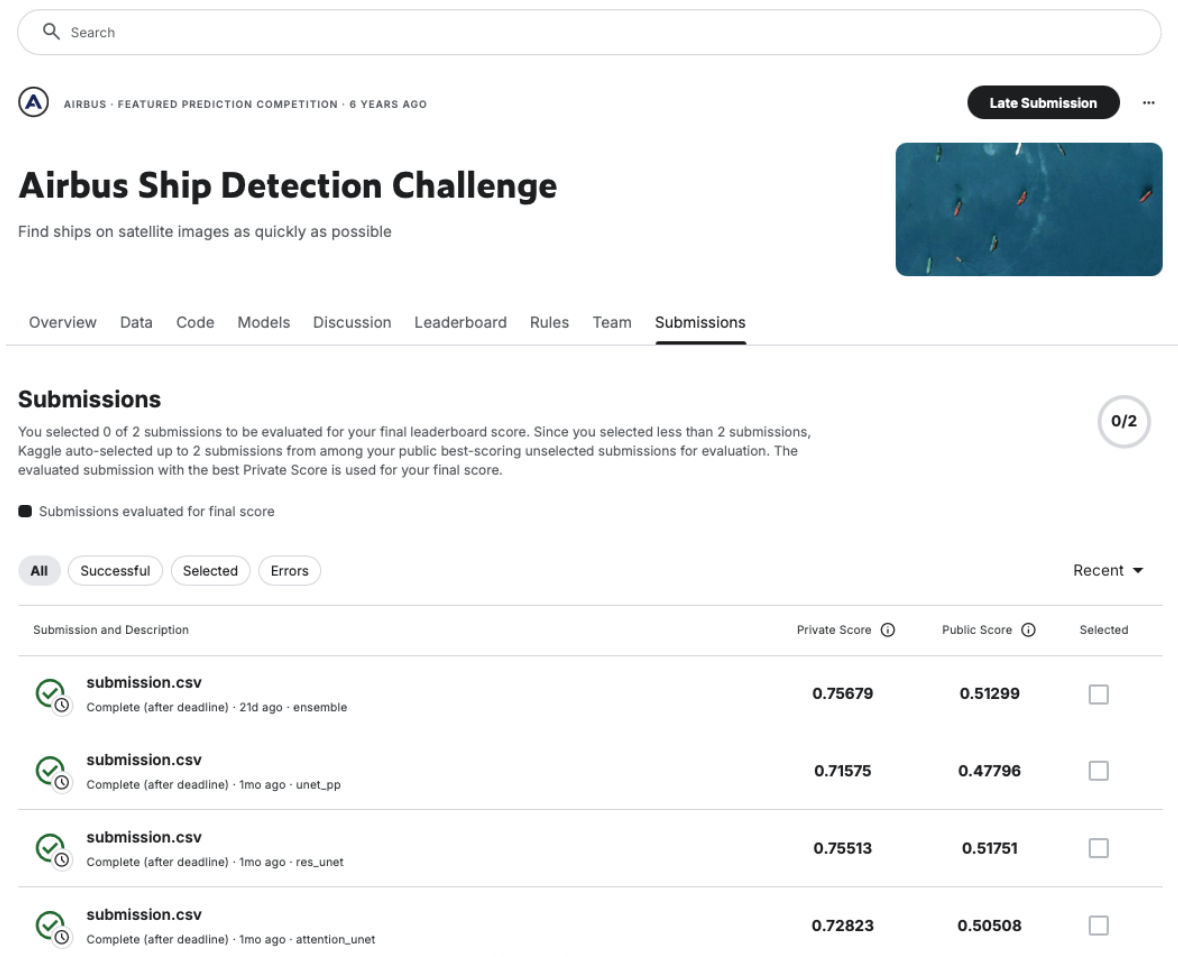 Search
AIRBUS · FEATURED PREDICTION COMPETITION · 6 YEARS AGO
Late Submission
Airbus Ship Detection Challenge
Find ships on satellite images as quickly as possible
Overview Data Code Models Discussion Leaderboard Rules Team Submissions
Submissions
0/2
You selected 0 of 2 submissions to be evaluated for your final leaderboard score. Since you selected less than 2 submissions,
Kaggle auto-selected up to 2 submissions from among your public best-scoring unselected submissions for evaluation. The
evaluated submission with the best Private Score is used for your final score.
Submissions evaluated for final score
All Successful Selected Errors Recent
Submission and Description Private Score Public Score Selected
submission.csv
Complete (after deadline) · 21d ago · ensemble
0.75679 0.51299
submission.csv
Complete (after deadline) · 1mo ago · unet_pp
0.71575 0.47796
submission.csv
Complete (after deadline) · 1mo ago · res_unet
0.75513 0.51751
submission.csv
Complete (after deadline) · 1mo ago · attention_unet
0.72823 0.50508